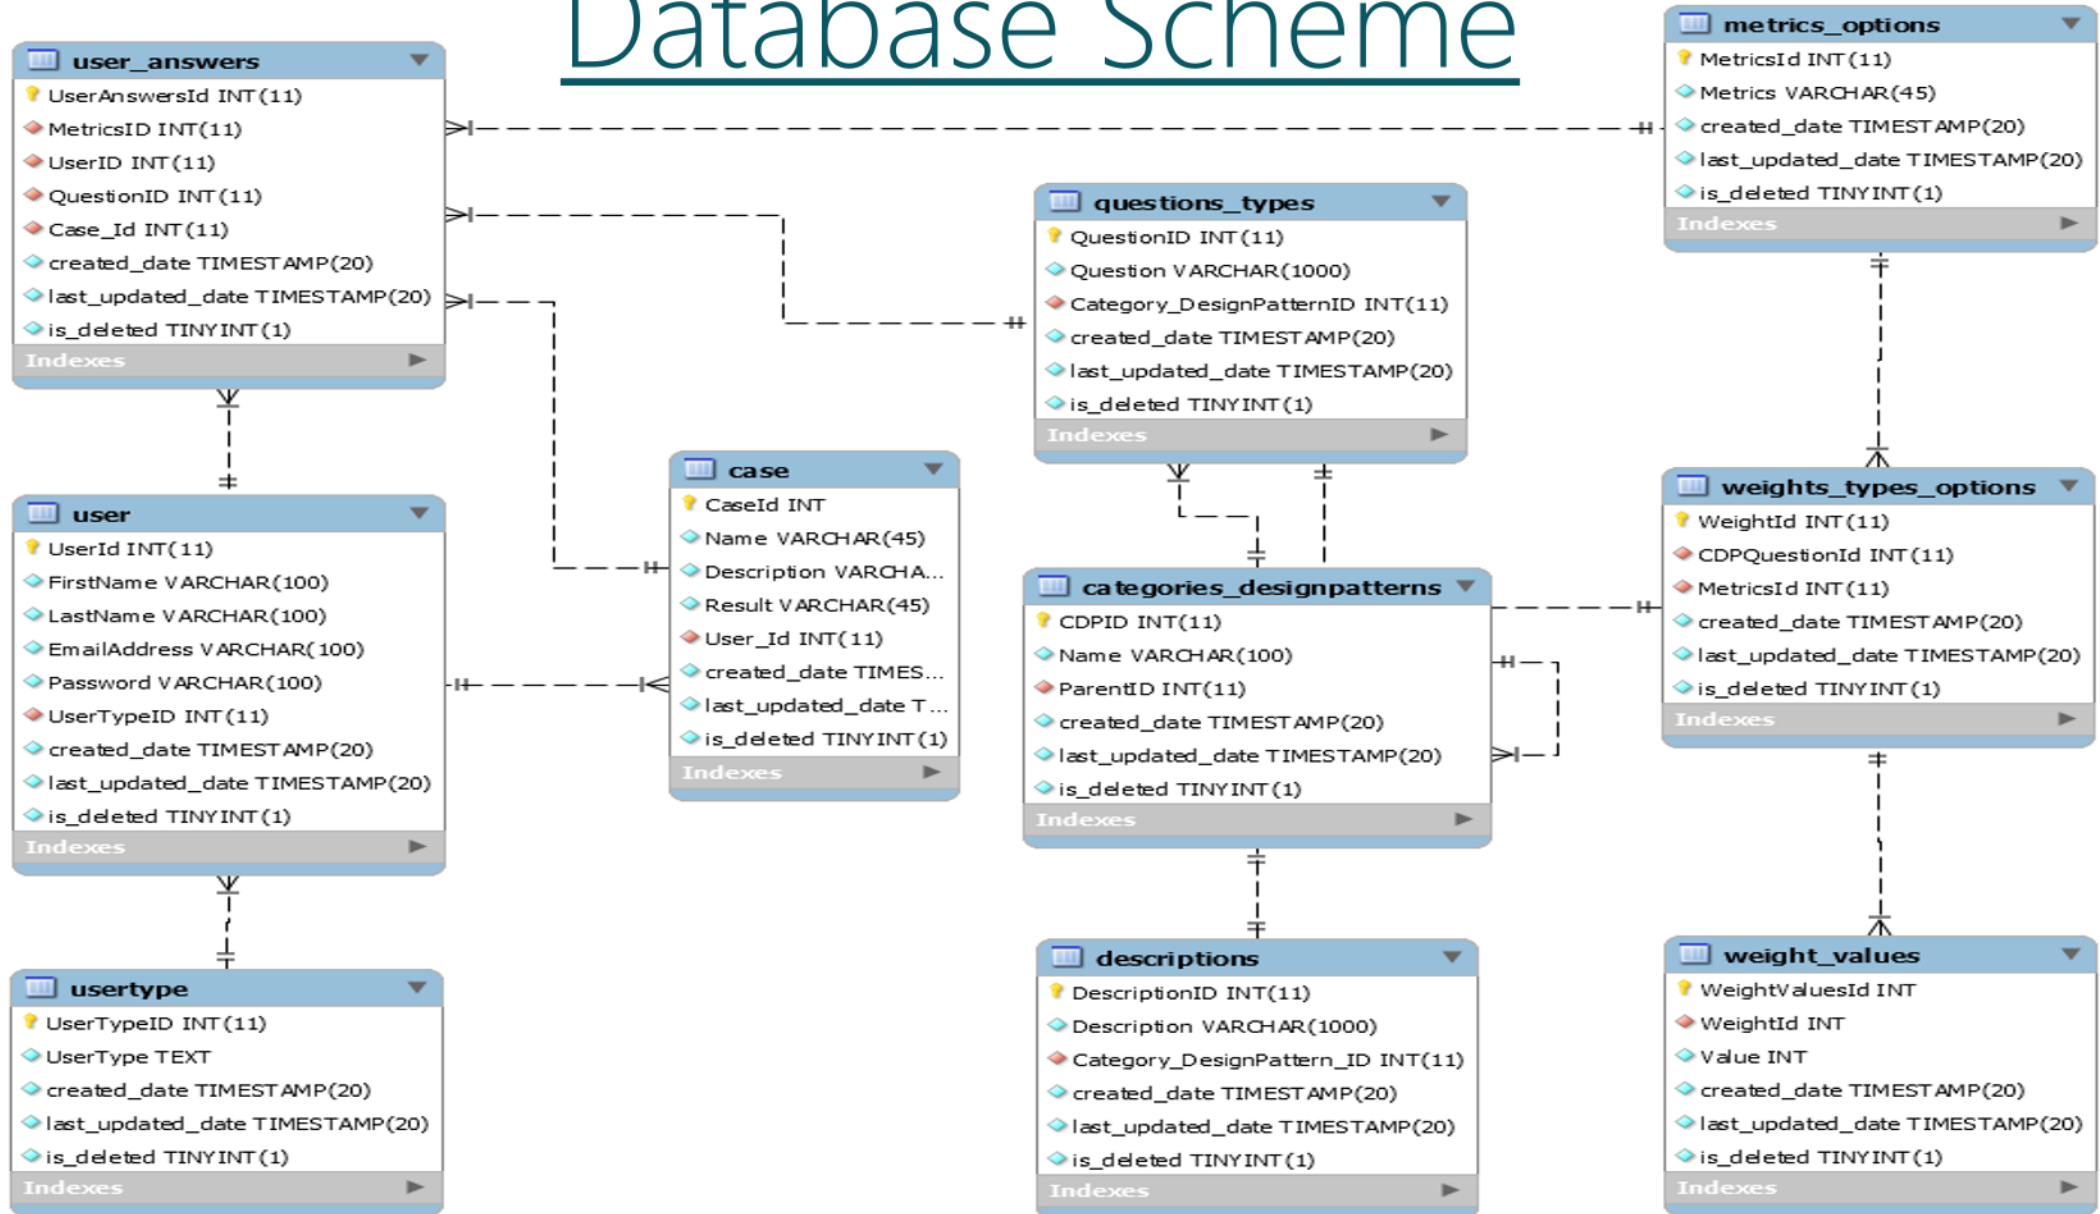 Database Scheme
user_answers
UserAnswersId INT(11)
MetricsID INT(11)
UserID INT(11)
QuestionID INT(11)
Case_Id INT(11)
created_date TIMESTAMP(20)
last_updated_date TIMESTAMP(20)
is_deleted TINYINT(1)
Indexes
user
UserId INT(11)
FirstName VARCHAR(100)
LastName VARCHAR(100)
EmailAddress VARCHAR(100)
Password VARCHAR(100)
UserTypeID INT(11)
created_date TIMESTAMP(20)
last_updated_date TIMESTAMP(20)
is_deleted TINYINT(1)
Indexes
usertype
UserTypeID INT(11)
UserType TEXT
created_date TIMESTAMP(20)
last_updated_date TIMESTAMP(20)
is_deleted TINYINT(1)
Indexes
case
CaseId INT
Name VARCHAR(45)
Description VARCHA...
Result VARCHAR(45)
User_Id INT(11)
created_date TIMES...
last_updated_date T...
is_deleted TINYINT(1)
Indexes
questions_types
QuestionID INT(11)
Question VARCHAR(1000)
Category_DesignPatternID INT(11)
created_date TIMESTAMP(20)
last_updated_date TIMESTAMP(20)
is_deleted TINYINT(1)
Indexes
categories_designpatterns
CDPID INT(11)
Name VARCHAR(100)
ParentID INT(11)
created_date TIMESTAMP(20)
last_updated_date TIMESTAMP(20)
is_deleted TINYINT(1)
Indexes
descriptions
DescriptionID INT(11)
Description VARCHAR(1000)
Category_DesignPattern_ID INT(11)
created_date TIMESTAMP(20)
last_updated_date TIMESTAMP(20)
is_deleted TINYINT(1)
Indexes
metrics_options
MetricsId INT(11)
Metrics VARCHAR(45)
created_date TIMESTAMP(20)
last_updated_date TIMESTAMP(20)
is_deleted TINYINT(1)
Indexes
weights_types_options
WeightId INT(11)
CDPQuestionId INT(11)
MetricsId INT(11)
created_date TIMESTAMP(20)
last_updated_date TIMESTAMP(20)
is_deleted TINYINT(1)
Indexes
weight_values
WeightValuesId INT
WeightId INT
Value INT
created_date TIMESTAMP(20)
last_updated_date TIMESTAMP(20)
is_deleted TINYINT(1)
Indexes